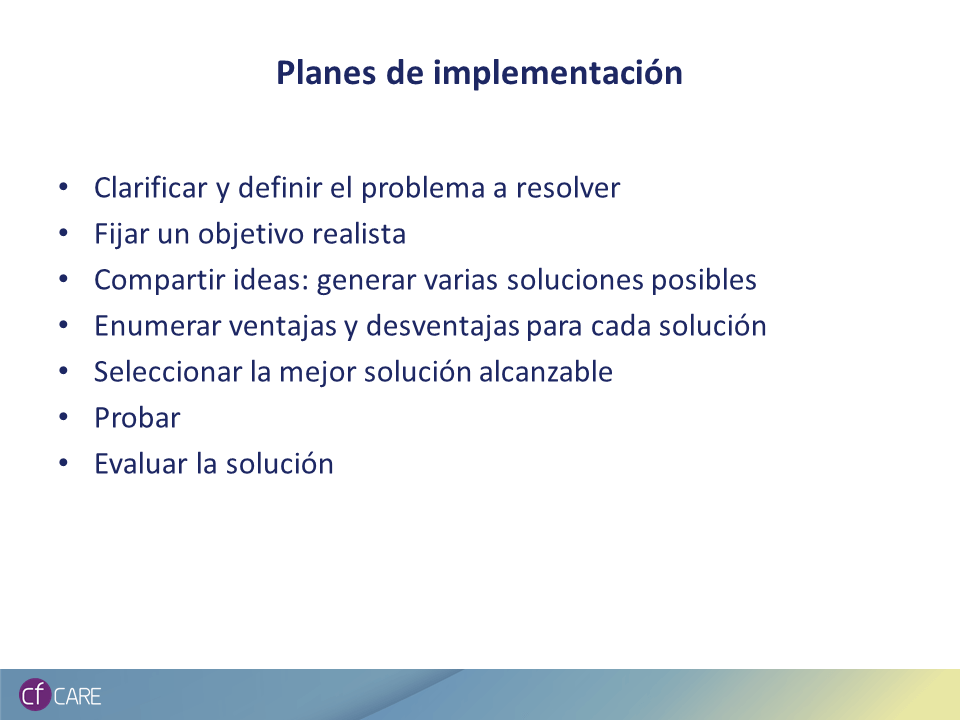 Planes de implementación
• Clarificar y definir el problema a resolver
• Fijar un objetivo realista
• Compartir ideas: generar varias soluciones posibles
• Enumerar ventajas y desventajas para cada solución
• Seleccionar la mejor solución alcanzable
• Probar
• Evaluar la solución
cf CARE